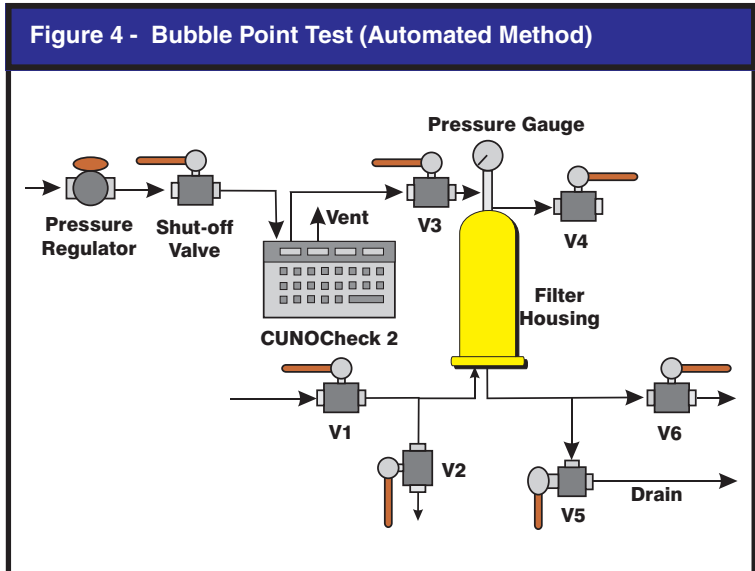 Figure 4 - Bubble Point Test (Automated Method)
Pressure Gauge
Pressure
Regulator
Shut-off
Valve
Vent
V3
V4
CUNOCheck 2
Filter
Housing
V1
V2
V6
V5
Drain